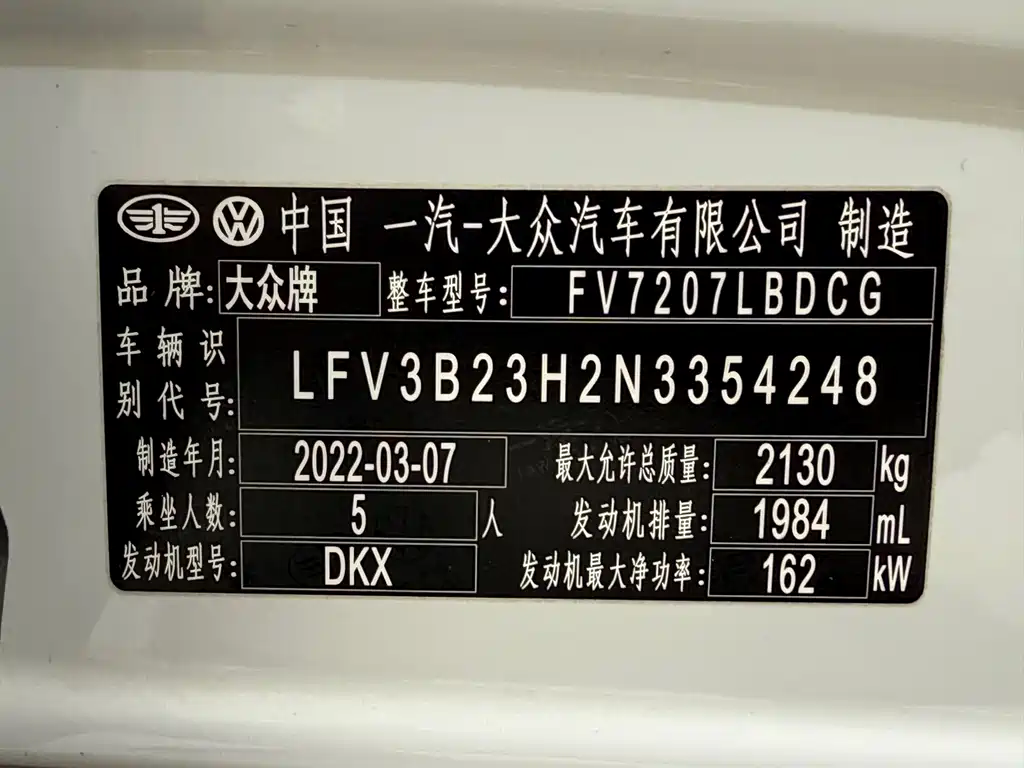 中国 一汽-大众汽车有限公司 制造
品牌: 大众牌 整车型号: FV7207LBDCG
车辆识别代号: LFV3B23H2N3354248
制造年月: 2022-03-07 最大允许总质量: 2130 kg
乘坐人数: 5 人 发动机排量: 1984 mL
发动机型号: DKX 发动机最大净功率: 162 kW